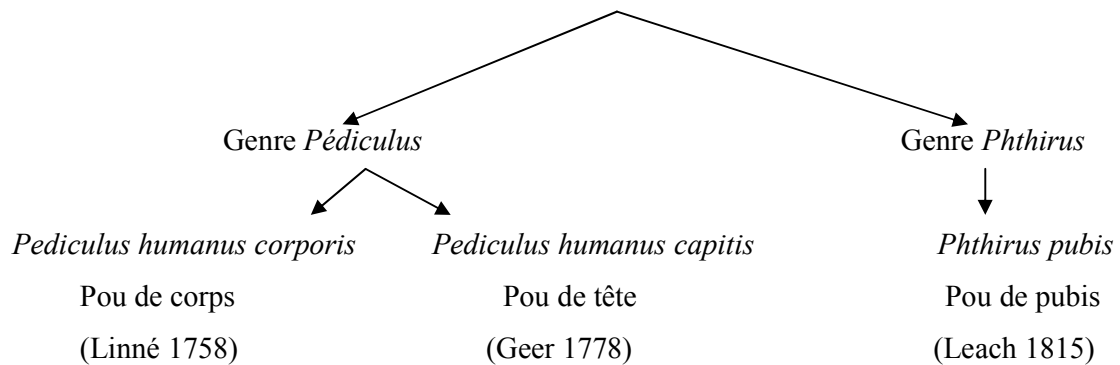 Genre Pédiculus Genre Phthirus
Pediculus humanus corporis Pediculus humanus capitis Phthirus pubis
Pou de corps Pou de tête Pou de pubis
(Linné 1758) (Geer 1778) (Leach 1815)